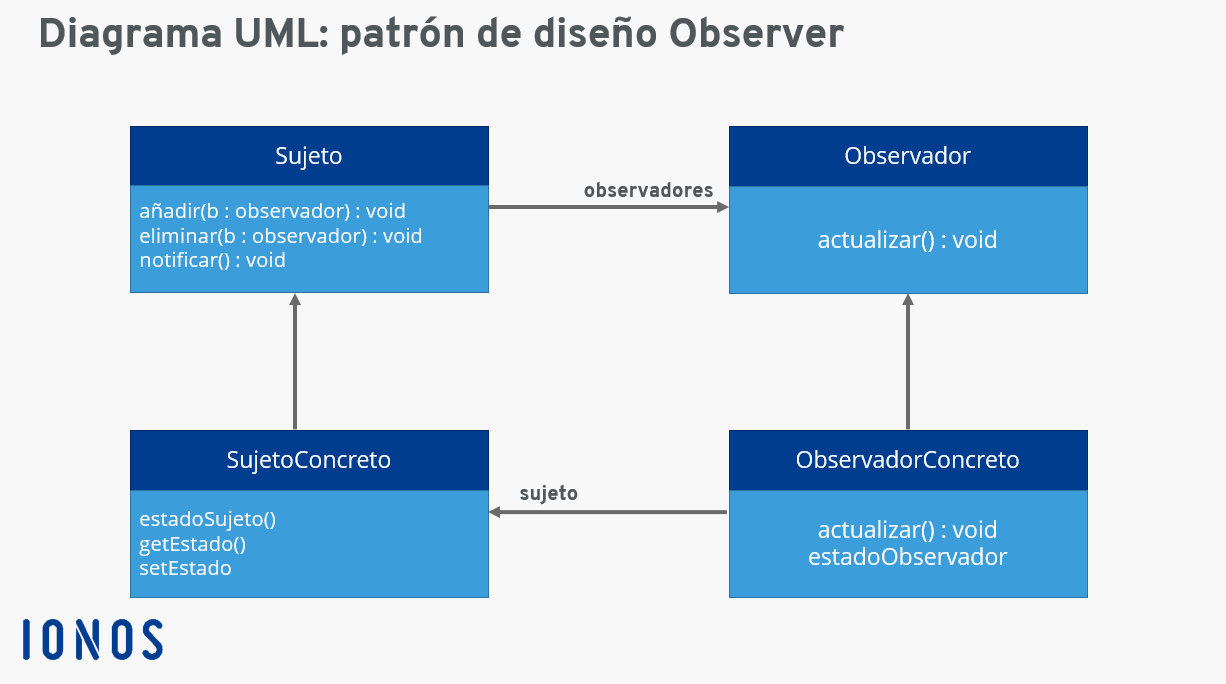 Diagrama UML: patrón de diseño Observer
Sujeto
añadir(b : observador) : void
eliminar(b : observador) : void
notificar() : void
observadores
Observador
actualizar() : void
SujetoConcreto
estadoSujeto()
getEstado()
setEstado
sujeto
ObservadorConcreto
actualizar() : void
estadoObservador
IONOS